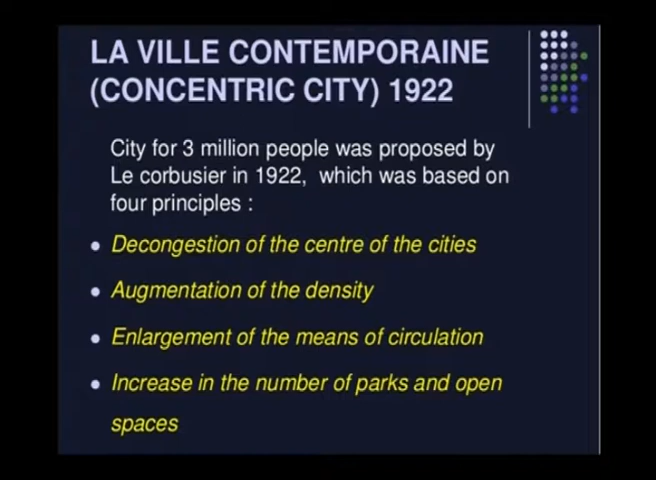 LA VILLE CONTEMPORAINE
(CONCENTRIC CITY) 1922
City for 3 million people was proposed by
Le corbusier in 1922, which was based on
four principles :
• Decongestion of the centre of the cities
• Augmentation of the density
• Enlargement of the means of circulation
• Increase in the number of parks and open
spaces